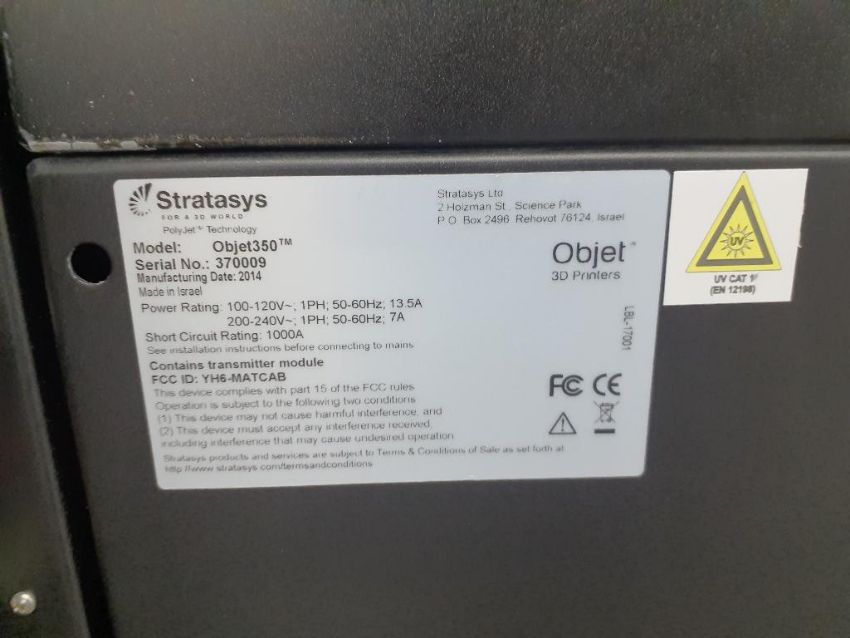 Stratasys
FOR A 3D WORLD
PolyJet™ Technology
Model: Objet350™
Serial No.: 370009
Manufacturing Date: 2014
Made in Israel
Power Rating: 100-120V~; 1PH; 50-60Hz; 13.5A
200-240V~; 1PH; 50-60Hz; 7A
Short Circuit Rating: 1000A
See installation instructions before connecting to mains
Contains transmitter module
FCC ID: YH6-MATCAB
This device complies with part 15 of the FCC rules
Operation is subject to the following two conditions
(1) This device may not cause harmful interference, and
(2) This device must accept any interference received,
including interference that may cause undesired operation
Stratasys products and services are subject to Terms & Conditions of Sale as set forth at
http://www.stratasys.com/termsandconditions
Stratasys Ltd
2 Holzman St., Science Park
P.O. Box 2496, Rehovot 76124, Israel
Objet™
3D Printers
LBL-17001
FC CE
UV
UV CAT 1
(EN 12198)